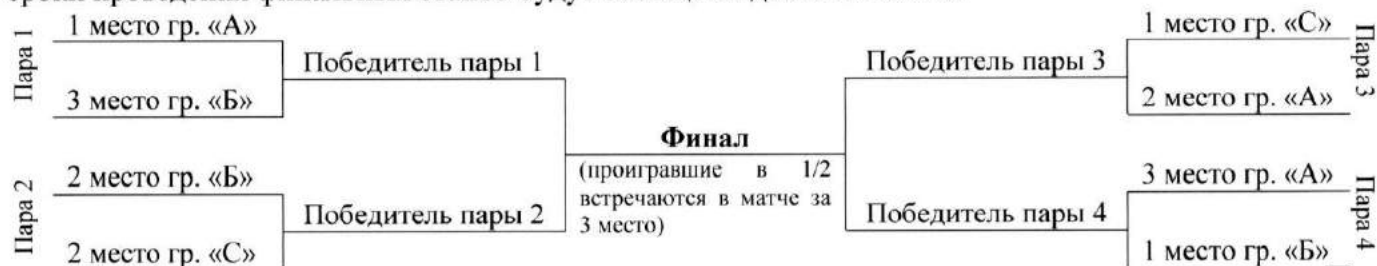 Пара 1
1 место гр. «А»
3 место гр. «Б»
Победитель пары 1
Пара 2
2 место гр. «Б»
2 место гр. «С»
Победитель пары 2
Финал
(проигравшие в 1/2
встречаются в матче за
3 место)
Победитель пары 3
1 место гр. «С»
2 место гр. «А»
Пара 3
Победитель пары 4
3 место гр. «А»
1 место гр. «Б»
Пара 4